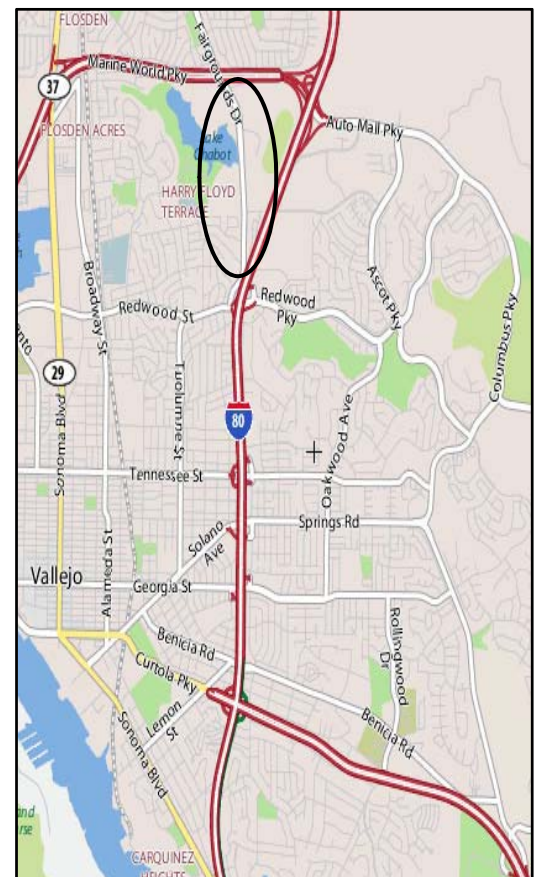 FLOSDEN
Fairgrounds Dr
Marine World Pky
37
Auto Mall Pky
FLOSDEN ACRES
Lake
Chabot
HARRY FLOYD
TERRACE
Broadway St
Redwood St
Redwood
Pky
Ascot Pky
Columbus Pky
29
Tuolumne St
80
Sonoma Blvd
Oakwood Ave
Tennessee St
Springs Rd
Solano
Ave
Alameda St
Vallejo
Georgia St
Benicia Rd
Rollingwood
Dr
Curtola Pky
Lemon
St
Benicia Rd
Sonoma Blvd
CARQUINEZ
HEIGHTS